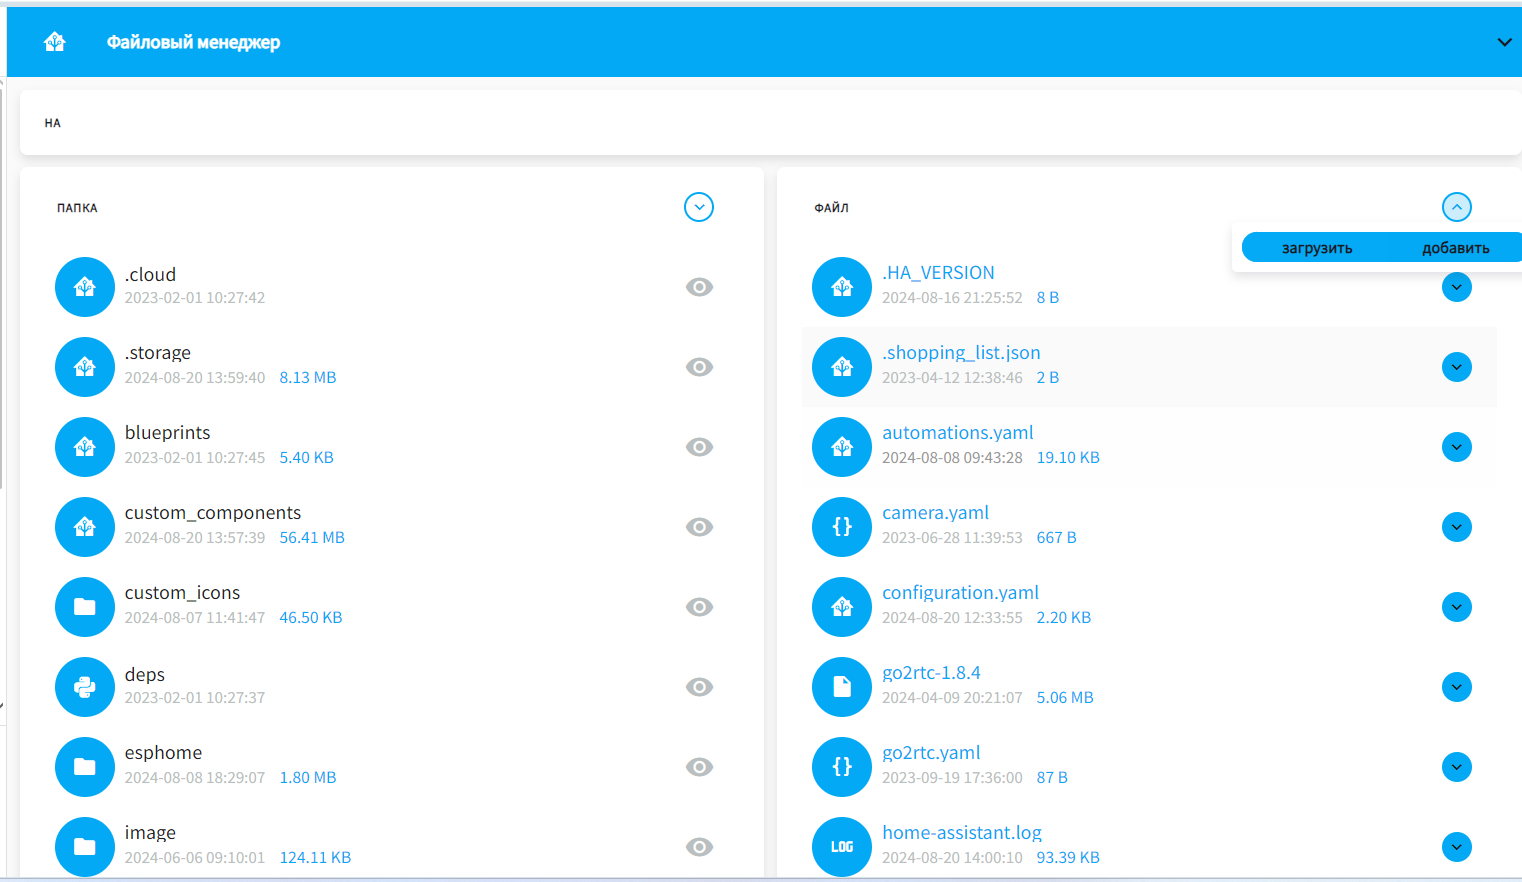 Файловый менеджер
HA
ПАПКА
.cloud
2023-02-01 10:27:42
.storage
2024-08-20 13:59:40 8.13 MB
blueprints
2023-02-01 10:27:45 5.40 KB
custom_components
2024-08-20 13:57:39 56.41 MB
custom_icons
2024-08-07 11:41:47 46.50 KB
deps
2023-02-01 10:27:37
esphome
2024-08-08 18:29:07 1.80 MB
image
2024-06-06 09:10:01 124.11 KB
ФАЙЛ
загрузить добавить
.HA_VERSION
2024-08-16 21:25:52 8 B
.shopping_list.json
2023-04-12 12:38:46 2 B
automations.yaml
2024-08-08 09:43:28 19.10 KB
camera.yaml
2023-06-28 11:39:53 667 B
configuration.yaml
2024-08-20 12:33:55 2.20 KB
go2rtc-1.8.4
2024-04-09 20:21:07 5.06 MB
go2rtc.yaml
2023-09-19 17:36:00 87 B
LOG
home-assistant.log
2024-08-20 14:00:10 93.39 KB